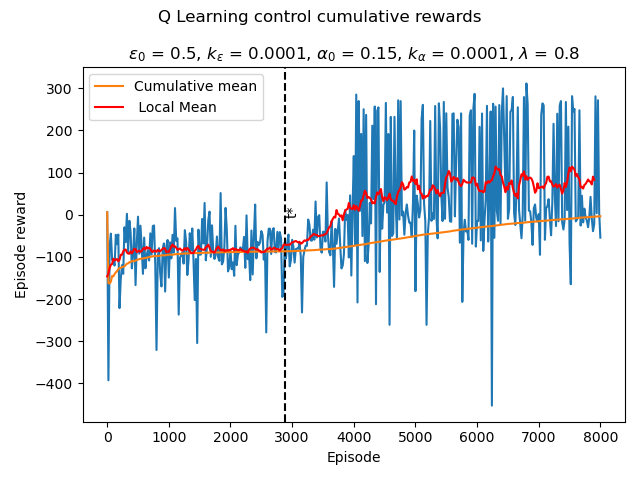 Q Learning control cumulative rewards
ε₀ = 0.5, kε = 0.0001, α₀ = 0.15, kα = 0.0001, λ = 0.8
Cumulative mean
Local Mean
300
200
100
0
−100
−200
−300
−400
Episode reward
0 1000 2000 3000 4000 5000 6000 7000 8000
Episode